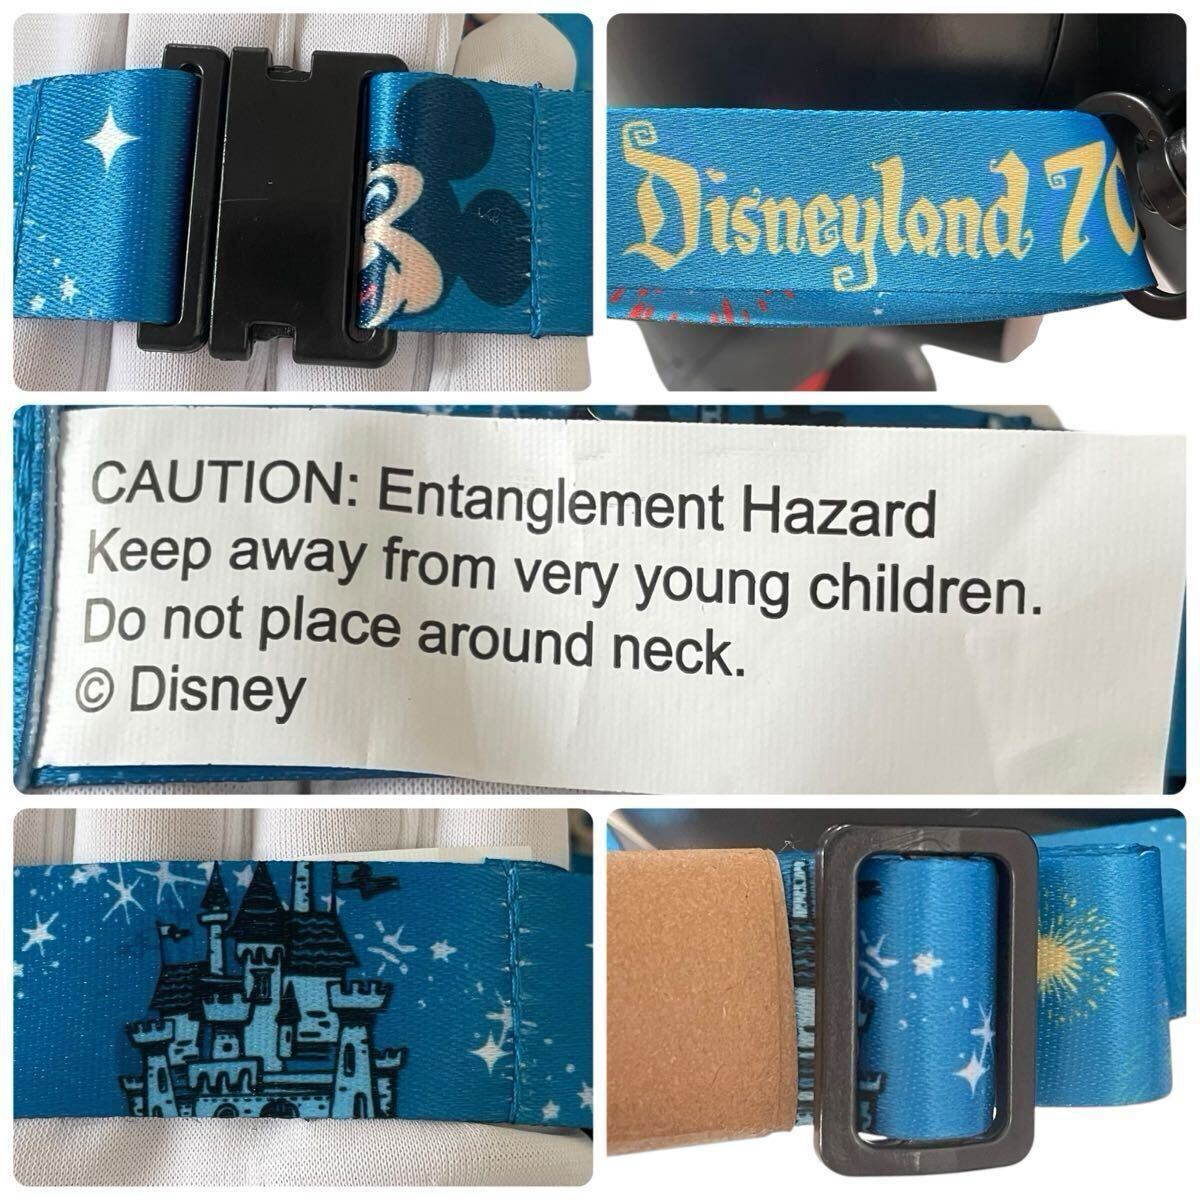 Disneyland 70
CAUTION: Entanglement Hazard
Keep away from very young children.
Do not place around neck.
© Disney